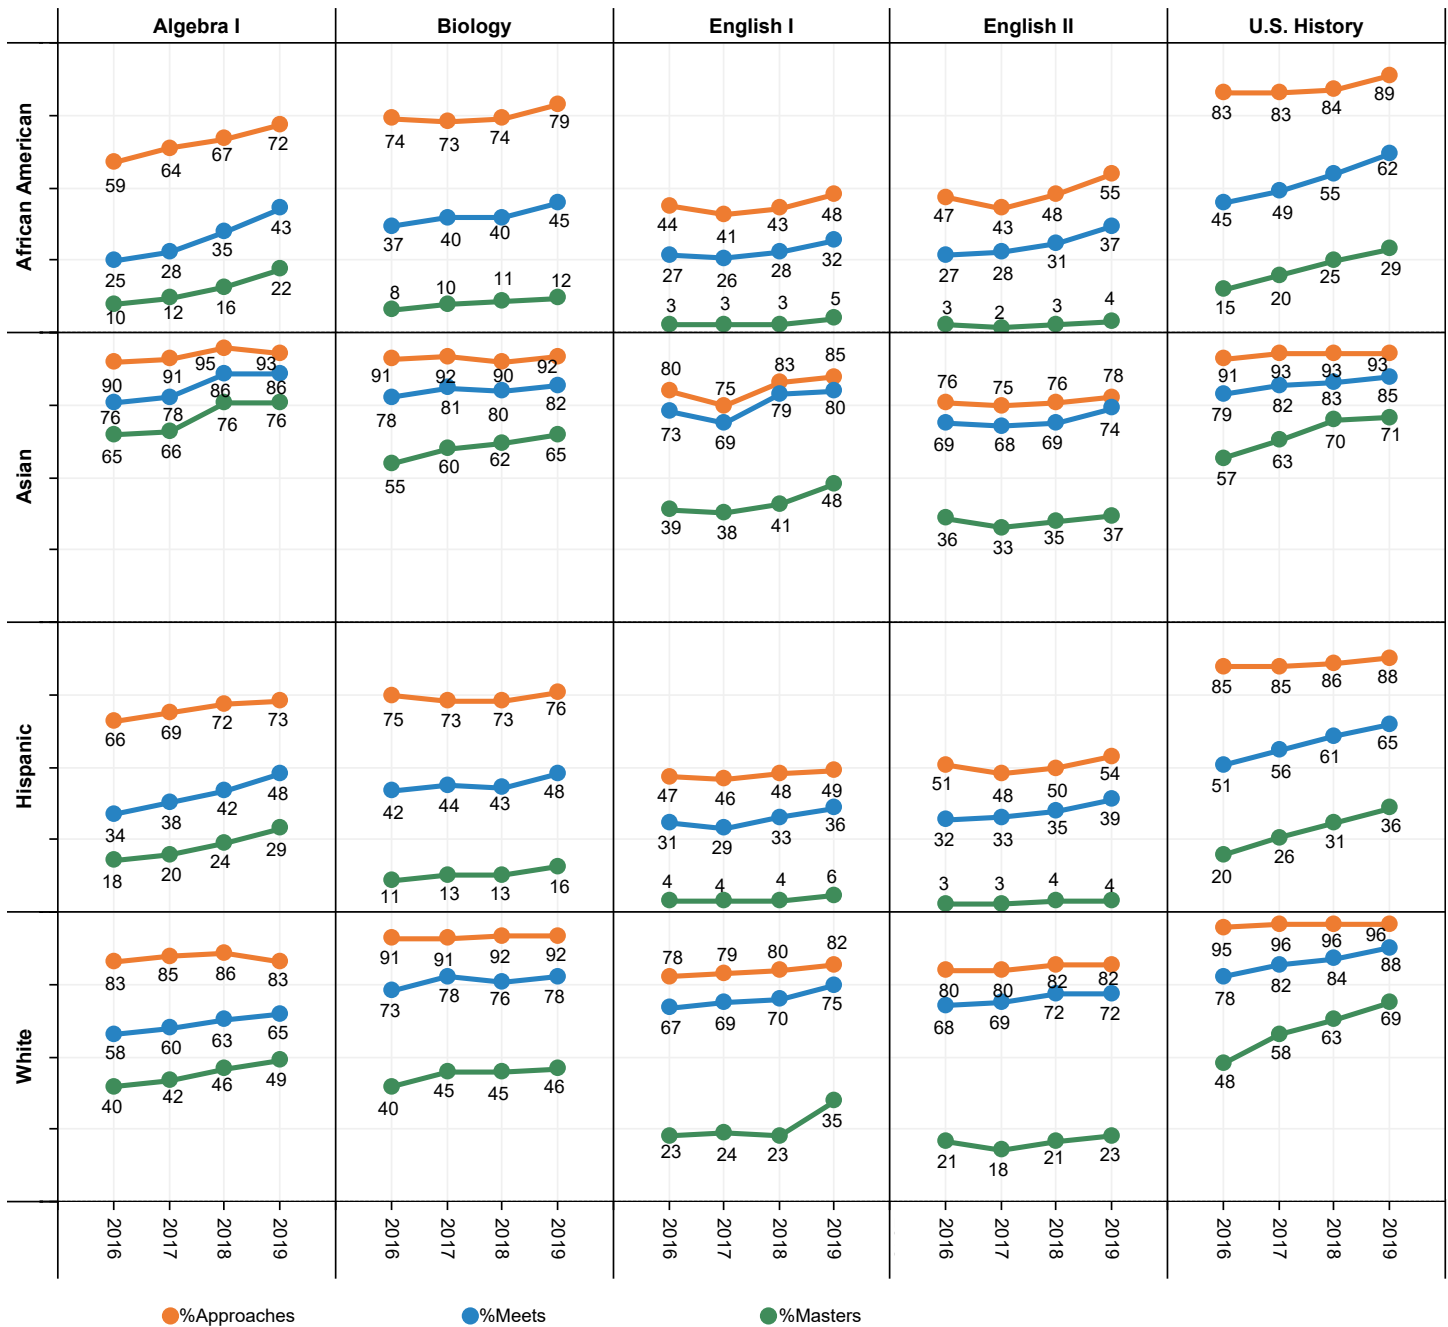 Algebra I Biology English I English II U.S. History
African American
59 64 67 72
25 28 35 43
10 12 16 22
74 73 74 79
37 40 40 45
8 10 11 12
44 41 43 48
27 26 28 32
3 3 3 5
47 43 48 55
27 28 31 37
3 2 3 4
83 83 84 89
45 49 55 62
15 20 25 29
Asian
90 91 95 93
76 78 86 86
65 66 76 76
91 92 90 92
78 81 80 82
55 60 62 65
80 75 83 85
73 69 79 80
39 38 41 48
76 75 76 78
69 68 69 74
36 33 35 37
91 93 93 93
79 82 83 85
57 63 70 71
Hispanic
66 69 72 73
34 38 42 48
18 20 24 29
75 73 73 76
42 44 43 48
11 13 13 16
47 46 48 49
31 29 33 36
4 4 4 6
51 48 50 54
32 33 35 39
3 3 4 4
85 85 86 88
51 56 61 65
20 26 31 36
White
83 85 86 83
58 60 63 65
40 42 46 49
91 91 92 92
73 78 76 78
40 45 45 46
78 79 80 82
67 69 70 75
23 24 23 35
80 80 82 82
68 69 72 72
21 18 21 23
95 96 96 96
78 82 84 88
48 58 63 69
2016 2017 2018 2019 2016 2017 2018 2019 2016 2017 2018 2019 2016 2017 2018 2019 2016 2017 2018 2019
%Approaches %Meets %Masters